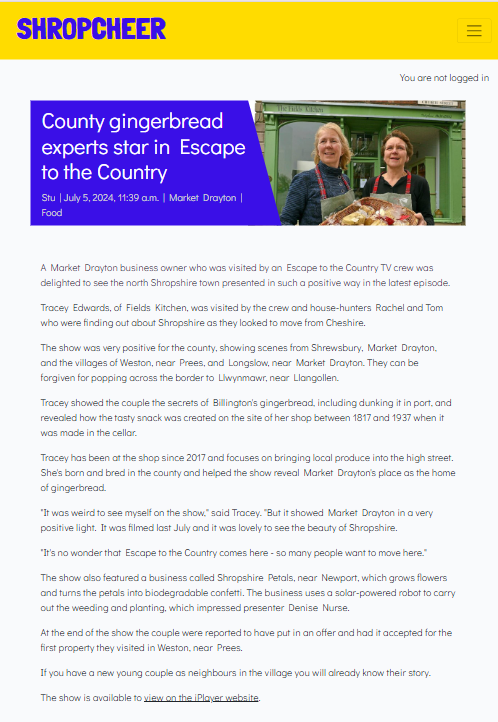 SHROPCHEER
You are not logged in
County gingerbread
experts star in Escape
to the Country
Stu | July 5, 2024, 11:39 a.m. | Market Drayton |
Food
A Market Drayton business owner who was visited by an Escape to the Country TV crew was
delighted to see the north Shropshire town presented in such a positive way in the latest episode.
Tracey Edwards, of Fields Kitchen, was visited by the crew and house-hunters Rachel and Tom
who were finding out about Shropshire as they looked to move from Cheshire.
The show was very positive for the county, showing scenes from Shrewsbury, Market Drayton,
and the villages of Weston, near Prees, and Longslow, near Market Drayton. They can be
forgiven for popping across the border to Llwynmawr, near Llangollen.
Tracey showed the couple the secrets of Billington's gingerbread, including dunking it in port, and
revealed how the tasty snack was created on the site of her shop between 1817 and 1937 when it
was made in the cellar.
Tracey has been at the shop since 2017 and focuses on bringing local produce into the high street.
She's born and bred in the county and helped the show reveal Market Drayton's place as the home
of gingerbread.
"It was weird to see myself on the show," said Tracey. "But it showed Market Drayton in a very
positive light. It was filmed last July and it was lovely to see the beauty of Shropshire.
"It's no wonder that Escape to the Country comes here - so many people want to move here."
The show also featured a business called Shropshire Petals, near Newport, which grows flowers
and turns the petals into biodegradable confetti. The business uses a solar-powered robot to carry
out the weeding and planting, which impressed presenter Denise Nurse.
At the end of the show the couple were reported to have put in an offer and had it accepted for the
first property they visited in Weston, near Prees.
If you have a new young couple as neighbours in the village you will already know their story.
The show is available to view on the iPlayer website.